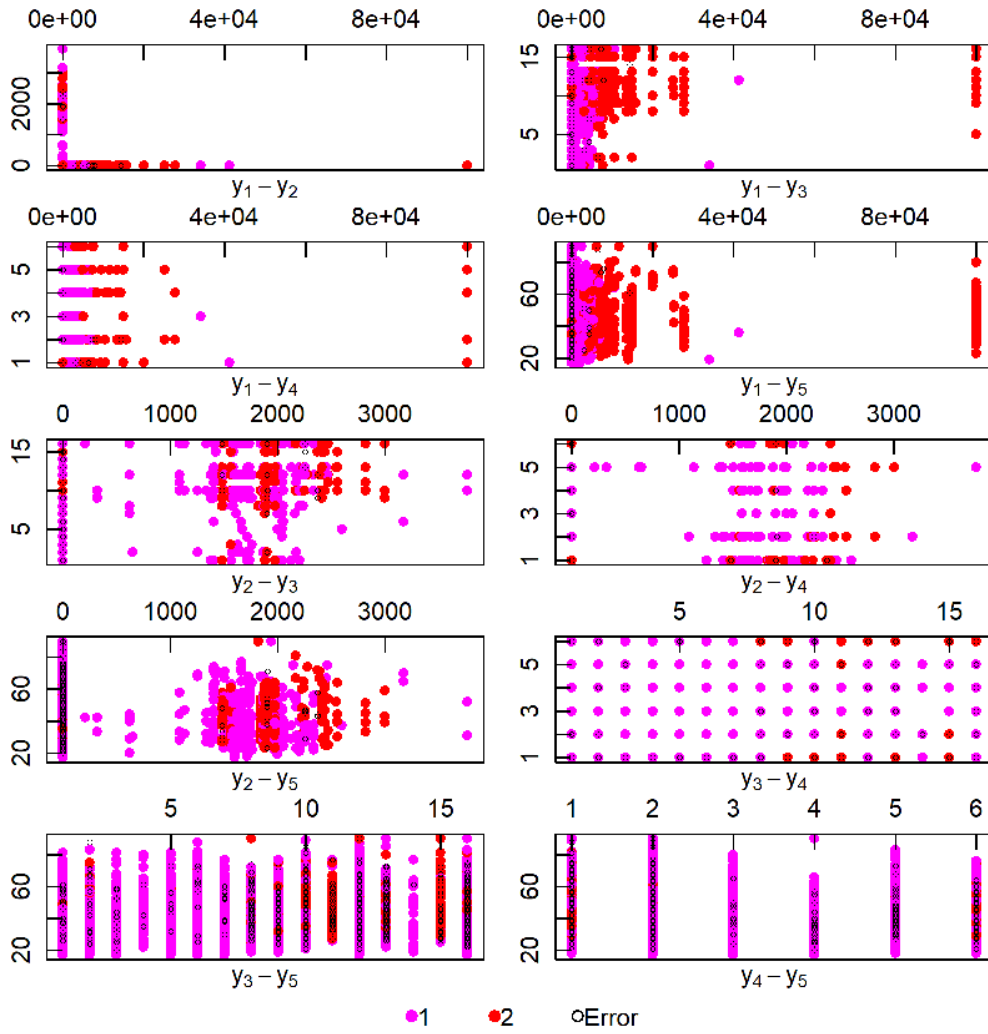 0e+00 4e+04 8e+04 0e+00 4e+04 8e+04
0 2000
5 15
y₁ – y₂ y₁ – y₃
0e+00 4e+04 8e+04 0e+00 4e+04 8e+04
1 3 5
20 60
y₁ – y₄ y₁ – y₅
0 1000 2000 3000 0 1000 2000 3000
5 15
1 3 5
y₂ – y₃ y₂ – y₄
0 1000 2000 3000 5 10 15
20 60
1 3 5
y₂ – y₅ y₃ – y₄
5 10 15 1 2 3 4 5 6
20 60
20 60
y₃ – y₅ y₄ – y₅
1 2 Error